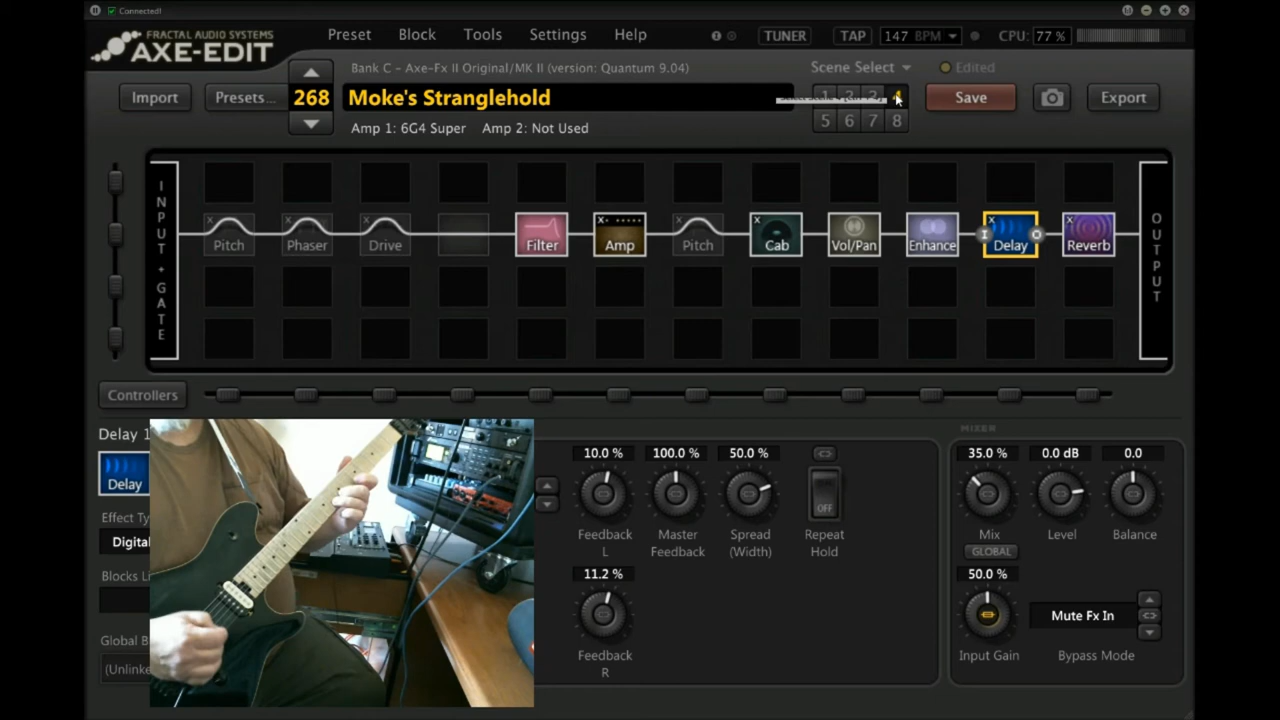 Connected!
FRACTAL AUDIO SYSTEMS
AXE-EDIT
Preset Block Tools Settings Help
TUNER TAP 147 BPM CPU: 77 %
Bank C - Axe-Fx II Original/MK II (version: Quantum 9.04)
Scene Select Edited
Import Presets... 268 Moke's Stranglehold
1 2 3 4
Save Export
5 6 7 8
Amp 1: 6G4 Super Amp 2: Not Used
INPUT + GATE
Pitch Phaser Drive Filter Amp Pitch Cab Vol/Pan Enhance Delay Reverb
OUTPUT
Controllers
Delay 1
MIXER
10.0 % 100.0 % 50.0 % 35.0 % 0.0 dB 0.0
Delay
OFF
Effect Ty
Feedback L Master Feedback Spread (Width) Repeat Hold Mix Level Balance
Digital
GLOBAL
11.2 % 50.0 %
Blocks Li
Mute Fx In
Global B
Feedback R Input Gain Bypass Mode
(Unlinke